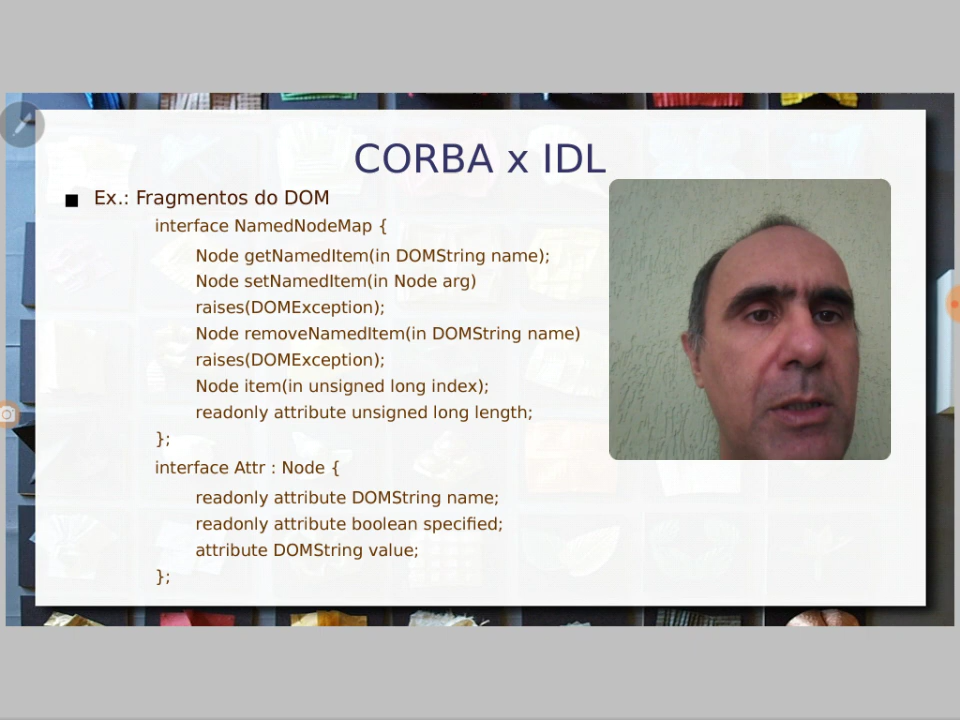 CORBA x IDL
Ex.: Fragmentos do DOM
interface NamedNodeMap {
Node getNamedItem(in DOMString name);
Node setNamedItem(in Node arg)
raises(DOMException);
Node removeNamedItem(in DOMString name)
raises(DOMException);
Node item(in unsigned long index);
readonly attribute unsigned long length;
};
interface Attr : Node {
readonly attribute DOMString name;
readonly attribute boolean specified;
attribute DOMString value;
};